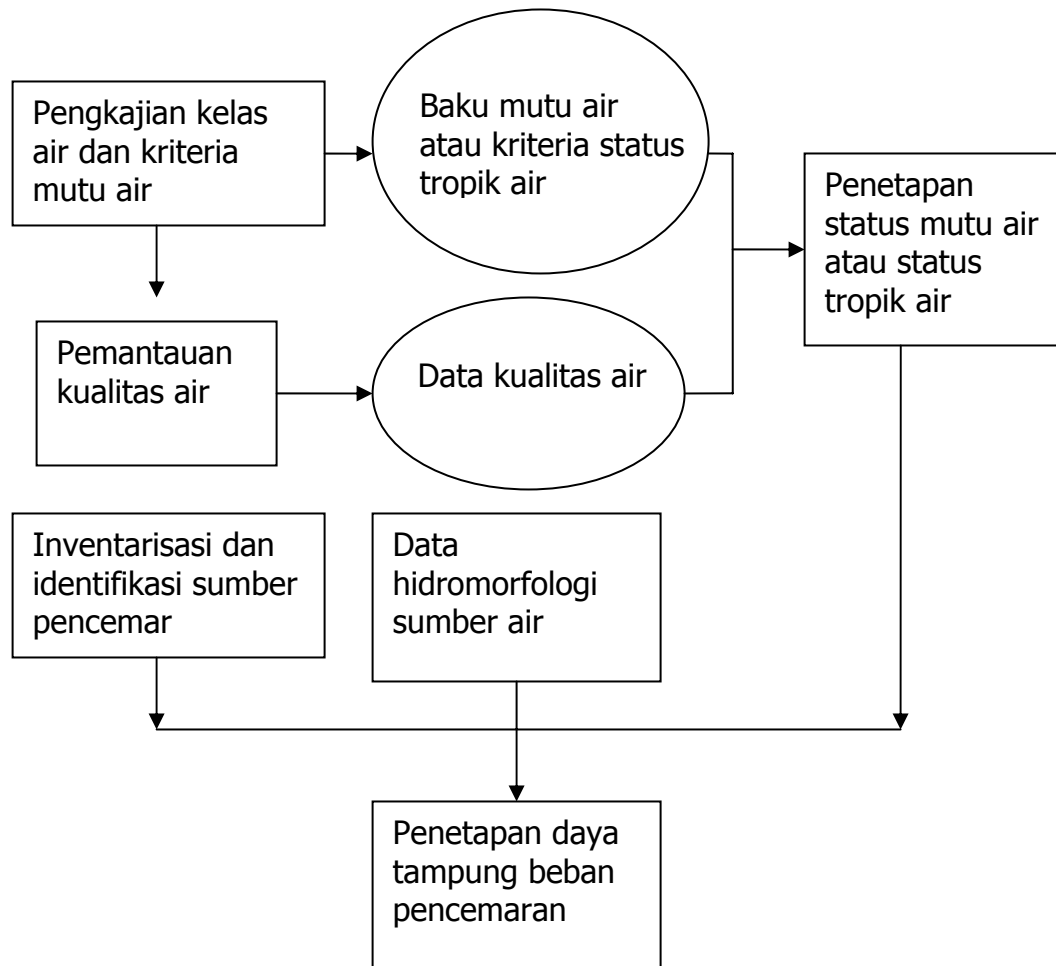 Pengkajian kelas
air dan kriteria
mutu air
Baku mutu air
atau kriteria status
tropik air
Penetapan
status mutu air
atau status
tropik air
Pemantauan
kualitas air
Data kualitas air
Inventarisasi dan
identifikasi sumber
pencemar
Data
hidromorfologi
sumber air
Penetapan daya
tampung beban
pencemaran